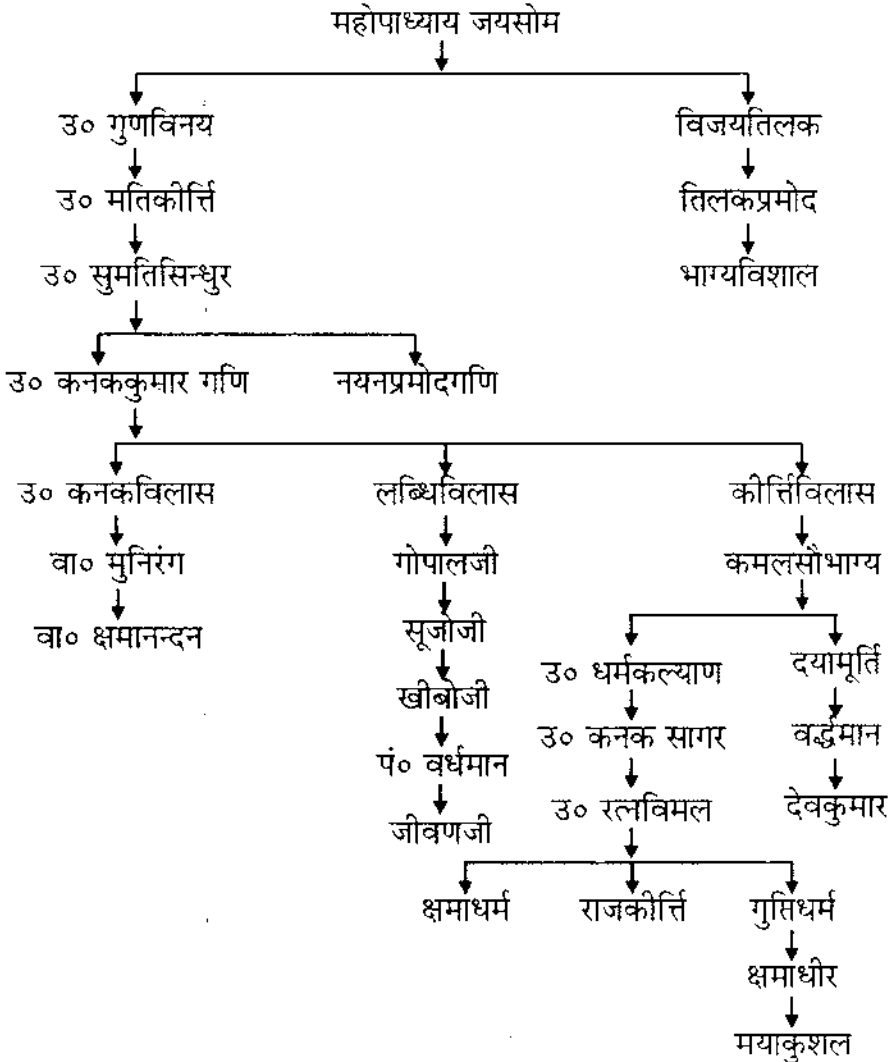 महोपाध्याय जयसोम
उ० गुणविनय विजयतिलक
उ० मतिकीर्त्ति तिलकप्रमोद
उ० सुमतिसिन्धुर भाग्यविशाल
उ० कनककुमार गणि नयनप्रमोदगणि
उ० कनकविलास लब्धिविलास कीर्त्तिविलास
वा० मुनिरंग गोपालजी कमलसौभाग्य
वा० क्षमानन्दन सूजोजी
उ० धर्मकल्याण दयामूर्ति
खीबोजी
उ० कनक सागर वर्द्धमान
पं० वर्धमान
उ० रत्नविमल देवकुमार
जीवणजी
क्षमाधर्म राजकीर्त्ति गुप्तिधर्म
क्षमाधीर
मयाकुशल